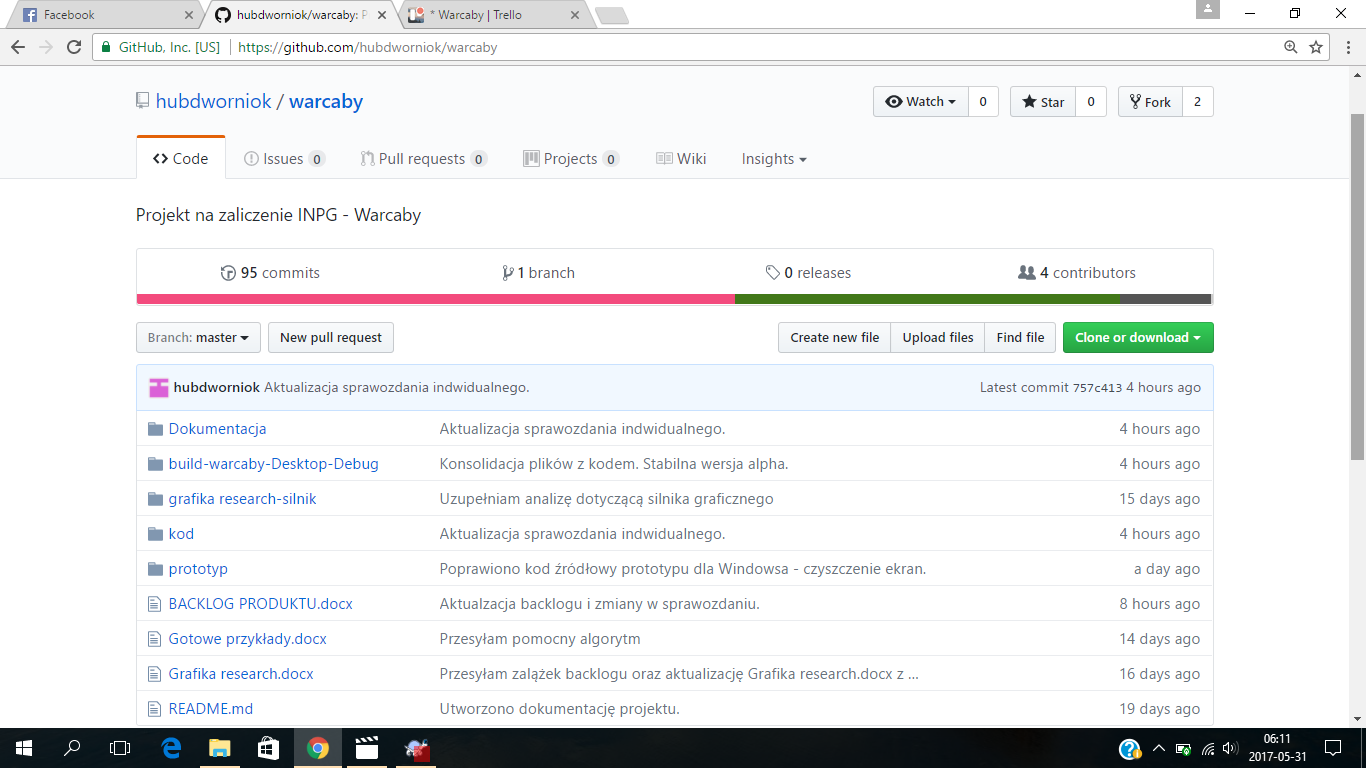 Facebook
hubdworniok/warcaby: P
* Warcaby | Trello
GitHub, Inc. [US] https://github.com/hubdworniok/warcaby
hubdworniok / warcaby
Watch 0 Star 0 Fork 2
Code Issues 0 Pull requests 0 Projects 0 Wiki Insights
Projekt na zaliczenie INPG - Warcaby
95 commits 1 branch 0 releases 4 contributors
Branch: master New pull request Create new file Upload files Find file Clone or download
hubdworniok Aktualizacja sprawozdania indwidualnego. Latest commit 757c413 4 hours ago
Dokumentacja Aktualizacja sprawozdania indwidualnego. 4 hours ago
build-warcaby-Desktop-Debug Konsolidacja plików z kodem. Stabilna wersja alpha. 4 hours ago
grafika research-silnik Uzupełniam analizę dotyczącą silnika graficznego 15 days ago
kod Aktualizacja sprawozdania indwidualnego. 4 hours ago
prototyp Poprawiono kod źródłowy prototypu dla Windowsa - czyszczenie ekran. a day ago
BACKLOG PRODUKTU.docx Aktualzacja backlogu i zmiany w sprawozdaniu. 8 hours ago
Gotowe przykłady.docx Przesyłam pomocny algorytm 14 days ago
Grafika research.docx Przesyłam zalążek backlogu oraz aktualizację Grafika research.docx z ... 16 days ago
README.md Utworzono dokumentację projektu. 19 days ago
06:11
2017-05-31